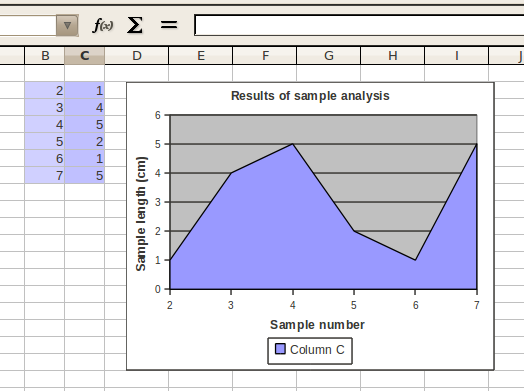 f(x) Σ =
B C D E F G H I J
2 1
3 4
4 5
5 2
6 1
7 5
Results of sample analysis
Sample length (cm)
6
5
4
3
2
1
0
2 3 4 5 6 7
Sample number
Column C